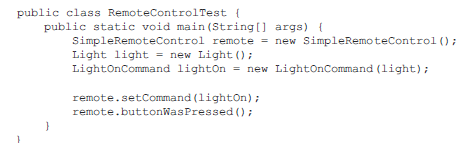 public class RemoteControlTest {
    public static void main(String[] args) {
        SimpleRemoteControl remote = new SimpleRemoteControl();
        Light light = new Light();
        LightOnCommand lightOn = new LightOnCommand(light);

        remote.setCommand(lightOn);
        remote.buttonWasPressed();
    }
}